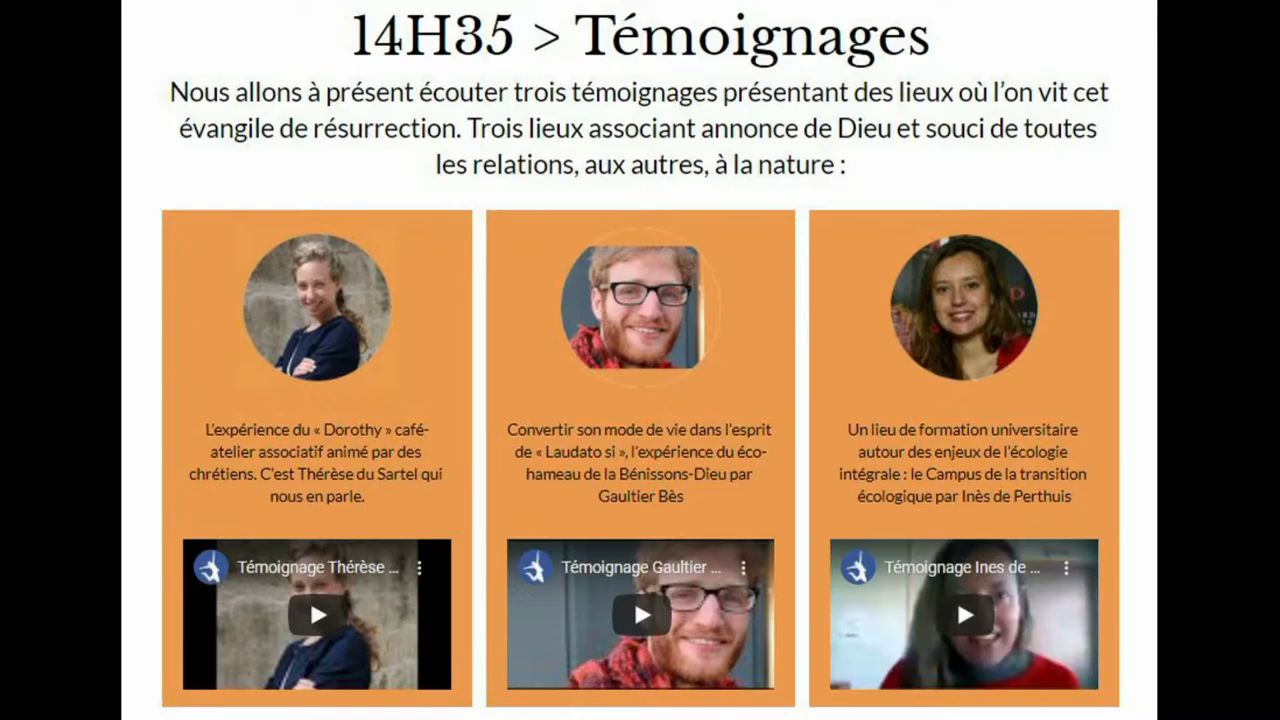 14H35 > Témoignages
Nous allons à présent écouter trois témoignages présentant des lieux où l'on vit cet
évangile de résurrection. Trois lieux associant annonce de Dieu et souci de toutes
les relations, aux autres, à la nature :
L'expérience du « Dorothy » café-
atelier associatif animé par des
chrétiens. C'est Thérèse du Sartel qui
nous en parle.
Convertir son mode de vie dans l'esprit
de « Laudato si », l'expérience du éco-
hameau de la Bénissons-Dieu par
Gaultier Bès
Un lieu de formation universitaire
autour des enjeux de l'écologie
intégrale : le Campus de la transition
écologique par Inès de Perthuis
Témoignage Thérèse ...
Témoignage Gaultier ...
Témoignage Ines de ...